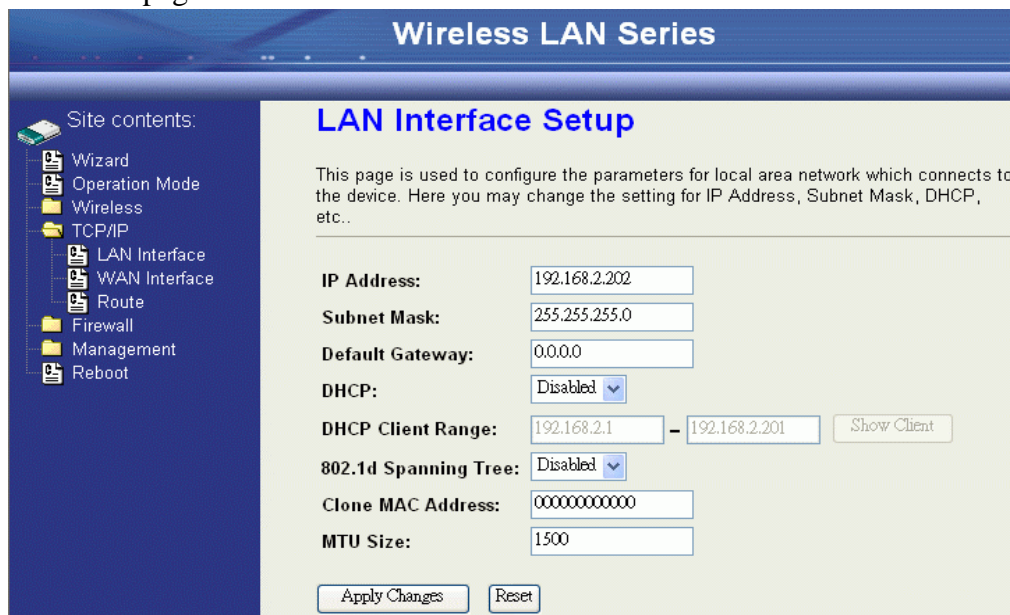 Wireless LAN Series
Site contents:
Wizard
Operation Mode
Wireless
TCP/IP
LAN Interface
WAN Interface
Route
Firewall
Management
Reboot
LAN Interface Setup
This page is used to configure the parameters for local area network which connects to
the device. Here you may change the setting for IP Address, Subnet Mask, DHCP,
etc..
IP Address: 192.168.2.202
Subnet Mask: 255.255.255.0
Default Gateway: 0.0.0.0
DHCP: Disabled
DHCP Client Range: 192.168.2.1 – 192.168.2.201 Show Client
802.1d Spanning Tree: Disabled
Clone MAC Address: 000000000000
MTU Size: 1500
Apply Changes Reset